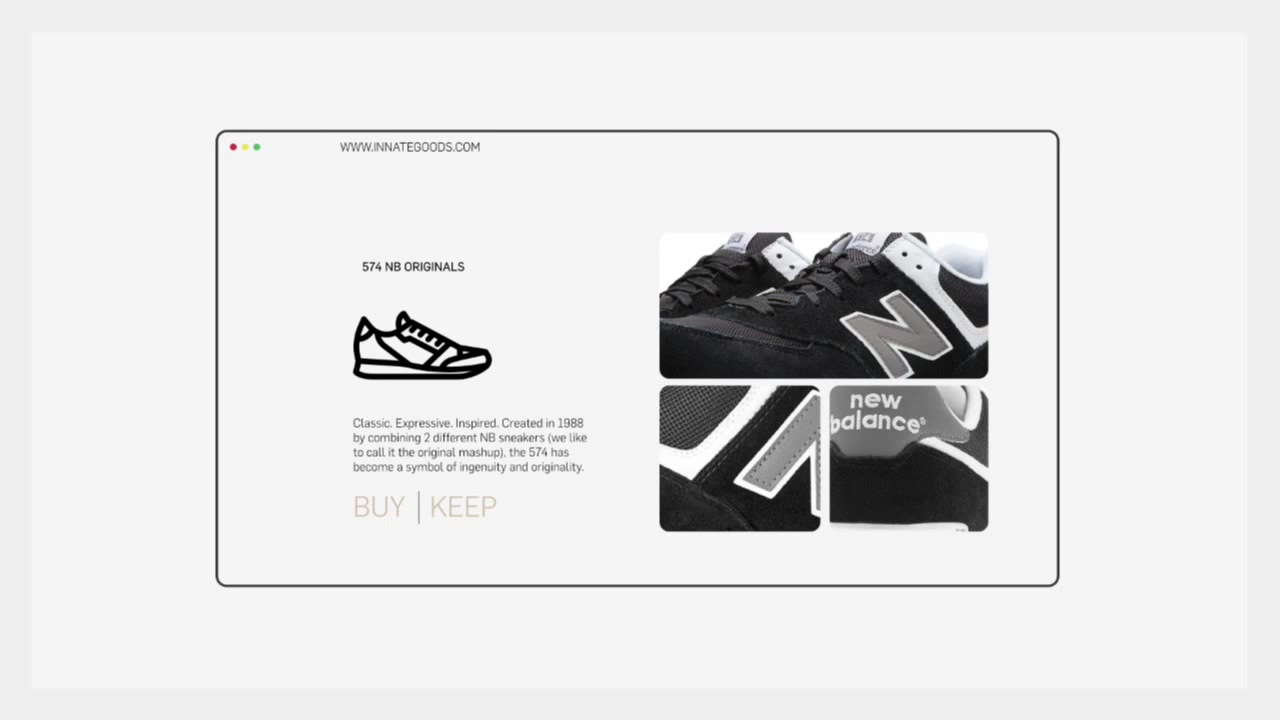 WWW.INNATEGOODS.COM
574 NB ORIGINALS
Classic. Expressive. Inspired. Created in 1988
by combining 2 different NB sneakers (we like
to call it the original mashup), the 574 has
become a symbol of ingenuity and originality.
BUY | KEEP
N
new
balance®